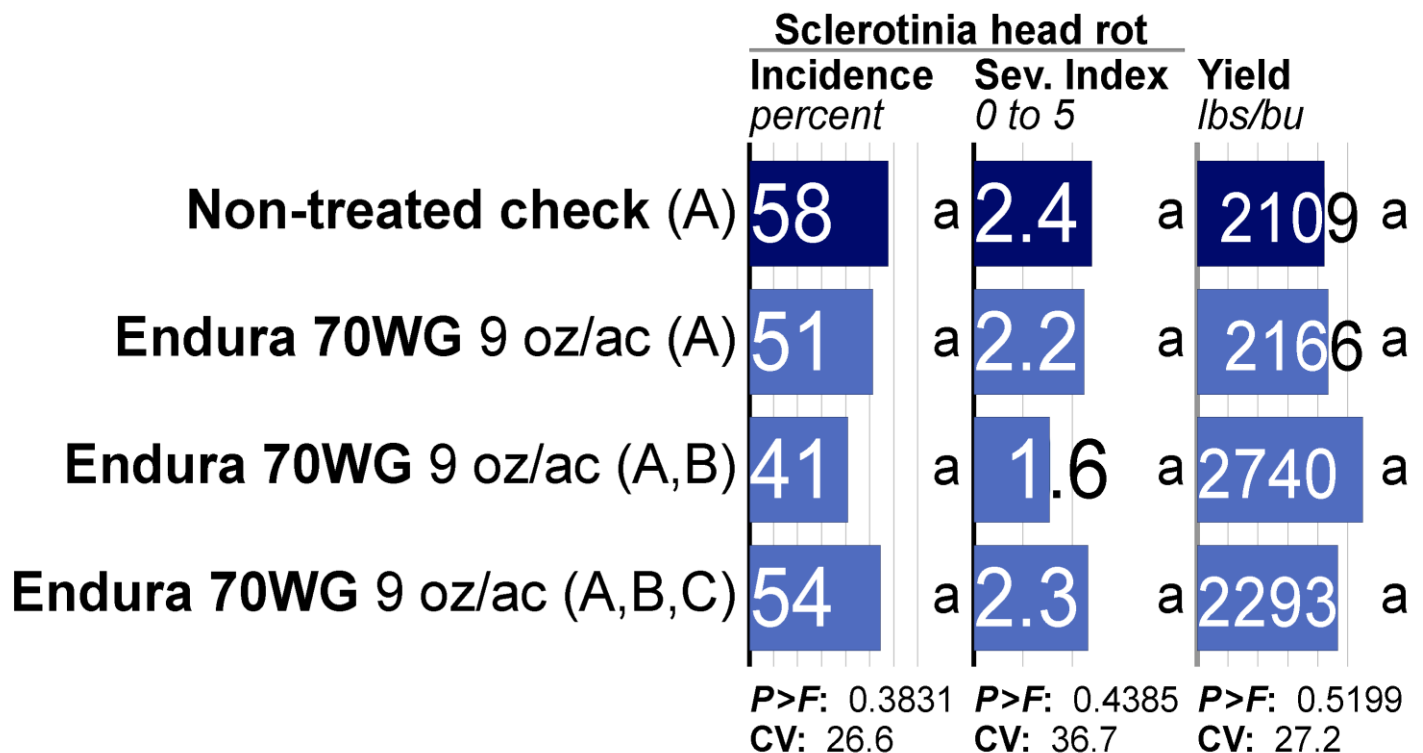 Sclerotinia head rot
Incidence Sev. Index Yield
percent 0 to 5 lbs/bu
Non-treated check (A) 58 a 2.4 a 2109 a
Endura 70WG 9 oz/ac (A) 51 a 2.2 a 2166 a
Endura 70WG 9 oz/ac (A,B) 41 a 1.6 a 2740 a
Endura 70WG 9 oz/ac (A,B,C) 54 a 2.3 a 2293 a
P>F: 0.3831 P>F: 0.4385 P>F: 0.5199
CV: 26.6 CV: 36.7 CV: 27.2